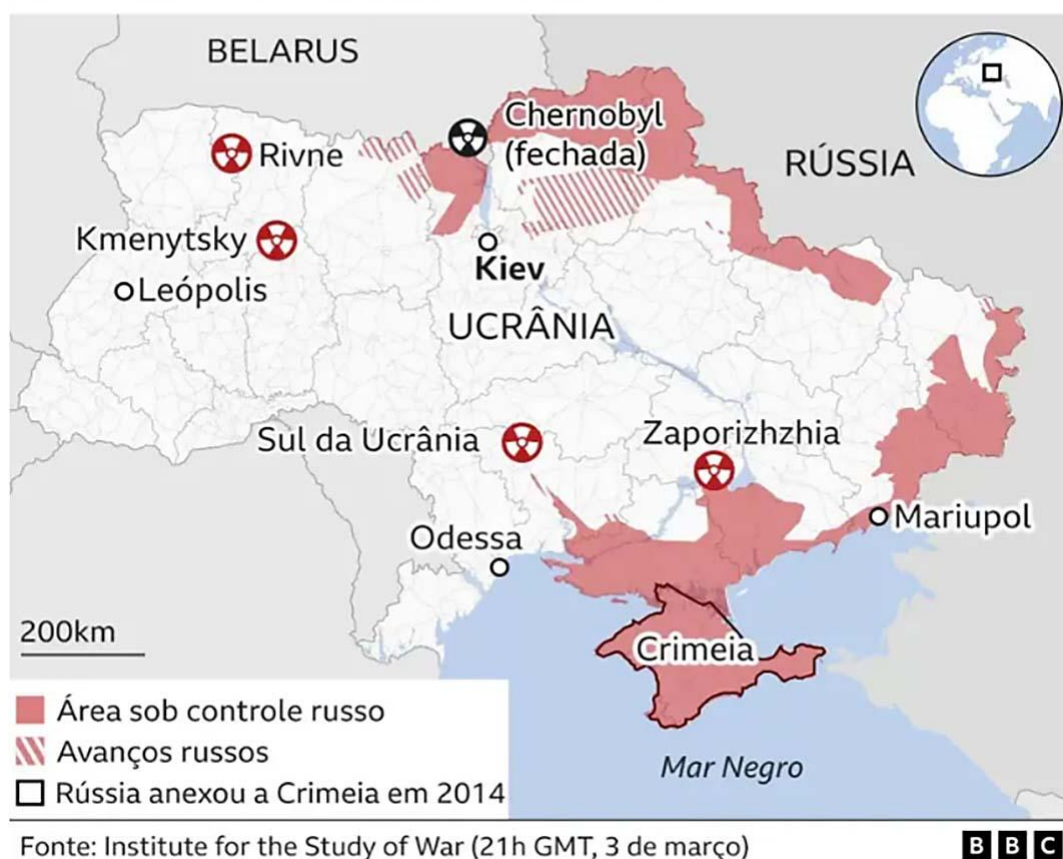 BELARUS
Chernobyl
(fechada)
RÚSSIA
Rivne
Kmenytsky
Kiev
Leópolis
UCRÂNIA
Sul da Ucrânia
Zaporizhzhia
Odessa
Mariupol
200km
Crimeia
Área sob controle russo
Avanços russos
Mar Negro
Rússia anexou a Crimeia em 2014
Fonte: Institute for the Study of War (21h GMT, 3 de março)
BBC